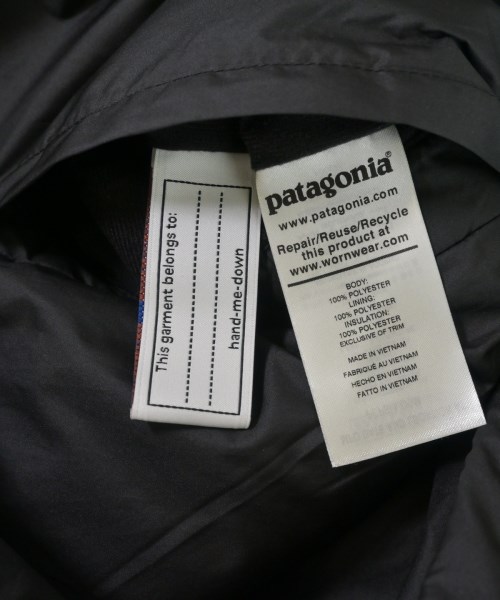 This garment belongs to:
hand-me-down
patagonia®
www.patagonia.com
Repair/Reuse/Recycle
this product at
www.wornwear.com
BODY:
100% POLYESTER
LINING:
100% POLYESTER
INSULATION:
100% POLYESTER
EXCLUSIVE OF TRIM
MADE IN VIETNAM
FABRIQUÉ AU VIETNAM
HECHO EN VIETNAM
FATTO IN VIETNAM